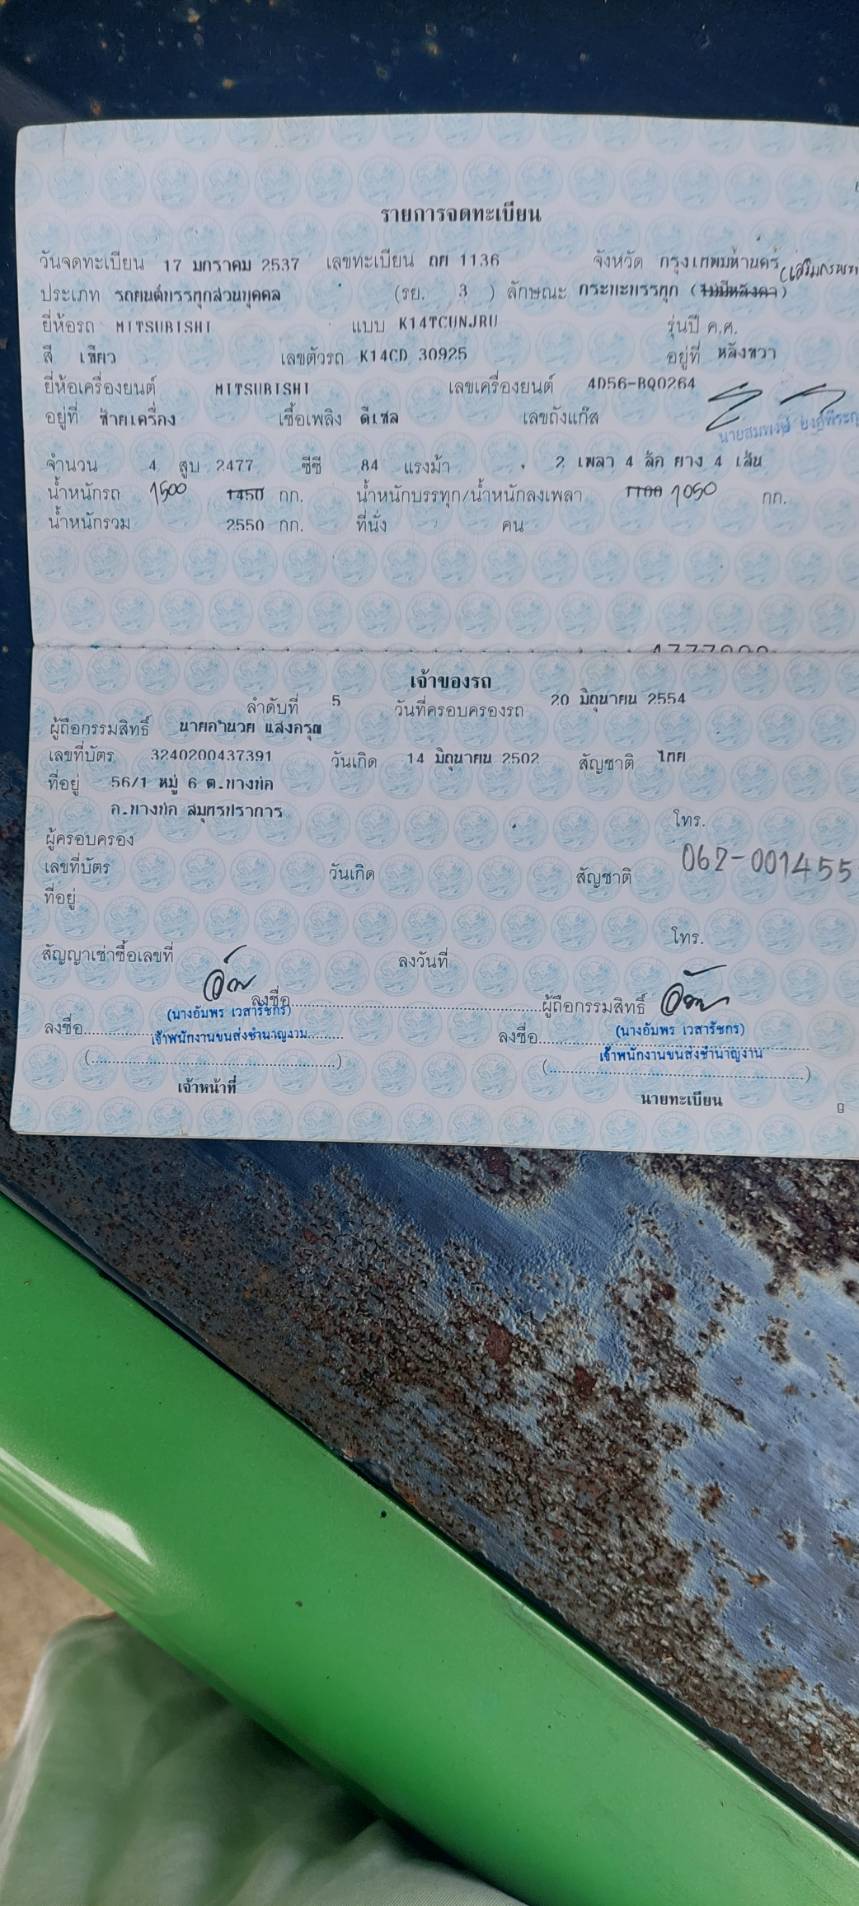 รายการจดทะเบียน
วันจดทะเบียน 17 มกราคม 2537 เลขทะเบียน ถย 1136 จังหวัด กรุงเทพมหานคร
ประเภท รถยนต์บรรทุกส่วนบุคคล (รย. 3 ) ลักษณะ กระบะบรรทุก (ไม่มีหลังคา)
ยี่ห้อรถ MITSUBISHI แบบ K14TCUNJRU รุ่นปี ค.ศ.
สี เขียว เลขตัวรถ K14CD 30925 อยู่ที่ หลังขวา
ยี่ห้อเครื่องยนต์ MITSUBISHI เลขเครื่องยนต์ 4D56-BQ0264
อยู่ที่ ซ้ายเครื่อง เชื้อเพลิง ดีเซล เลขถังแก๊ส
จำนวน 4 สูบ 2477 ซีซี 84 แรงม้า 2 เพลา 4 ล้อ ยาง 4 เส้น
น้ำหนักรถ 1500 1450 กก. น้ำหนักบรรทุก/น้ำหนักลงเพลา 1100 1050 กก.
น้ำหนักรวม 2550 กก. ที่นั่ง คน
เจ้าของรถ
ลำดับที่ 5 วันที่ครอบครองรถ 20 มิถุนายน 2554
ผู้ถือกรรมสิทธิ์ นายอำนวย แสงอรุณ
เลขที่บัตร 3240200437391 วันเกิด 14 มิถุนายน 2502 สัญชาติ ไทย
ที่อยู่ 56/1 หมู่ 6 ต.บางบ่อ
อ.บางบ่อ สมุทรปราการ โทร.
ผู้ครอบครอง
เลขที่บัตร วันเกิด สัญชาติ 062-001455
ที่อยู่
โทร.
สัญญาเช่าซื้อเลขที่ ลงวันที่
ลงชื่อ ผู้ถือกรรมสิทธิ์
(นางอัมพร เวสารัชกร) (นางอัมพร เวสารัชกร)
ลงชื่อ เจ้าพนักงานขนส่งชำนาญงาน ลงชื่อ เจ้าพนักงานขนส่งชำนาญงาน
เจ้าหน้าที่ นายทะเบียน